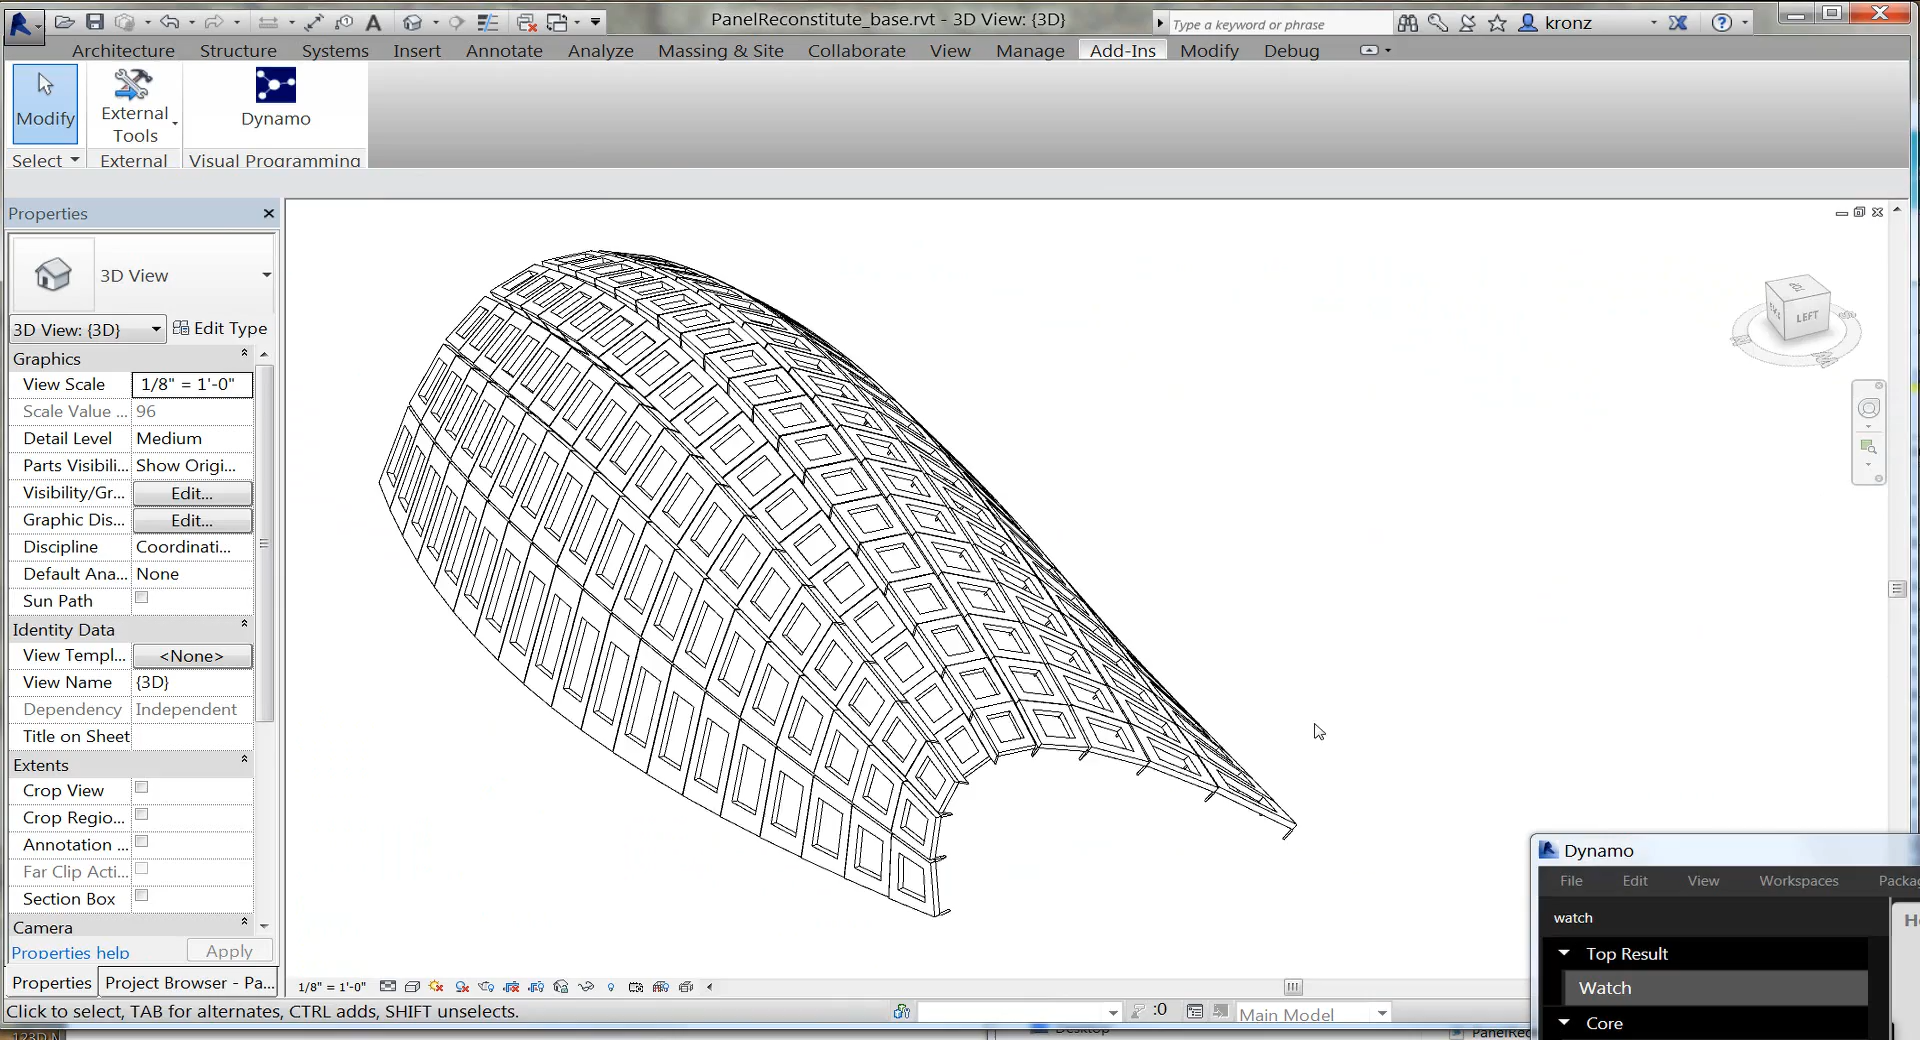 PanelReconstitute_base.rvt - 3D View: {3D}
Type a keyword or phrase
kronz
Architecture Structure Systems Insert Annotate Analyze Massing & Site Collaborate View Manage Add-Ins Modify Debug
Modify
External Tools
Dynamo
Select
External
Visual Programming
Properties
3D View
3D View: {3D}
Edit Type
Graphics
View Scale 1/8" = 1'-0"
Scale Value ... 96
Detail Level Medium
Parts Visibili... Show Origi...
Visibility/Gr... Edit...
Graphic Dis... Edit...
Discipline Coordinati...
Default Ana... None
Sun Path
Identity Data
View Templ... <None>
View Name {3D}
Dependency Independent
Title on Sheet
Extents
Crop View
Crop Regio...
Annotation ...
Far Clip Acti...
Section Box
Camera
Properties help
Apply
Properties
Project Browser - Pa...
1/8" = 1'-0"
Click to select, TAB for alternates, CTRL adds, SHIFT unselects.
:0
Main Model
LEFT
Dynamo
File Edit View Workspaces Packag
watch
Top Result
Watch
Core
Desktop
PanelRec